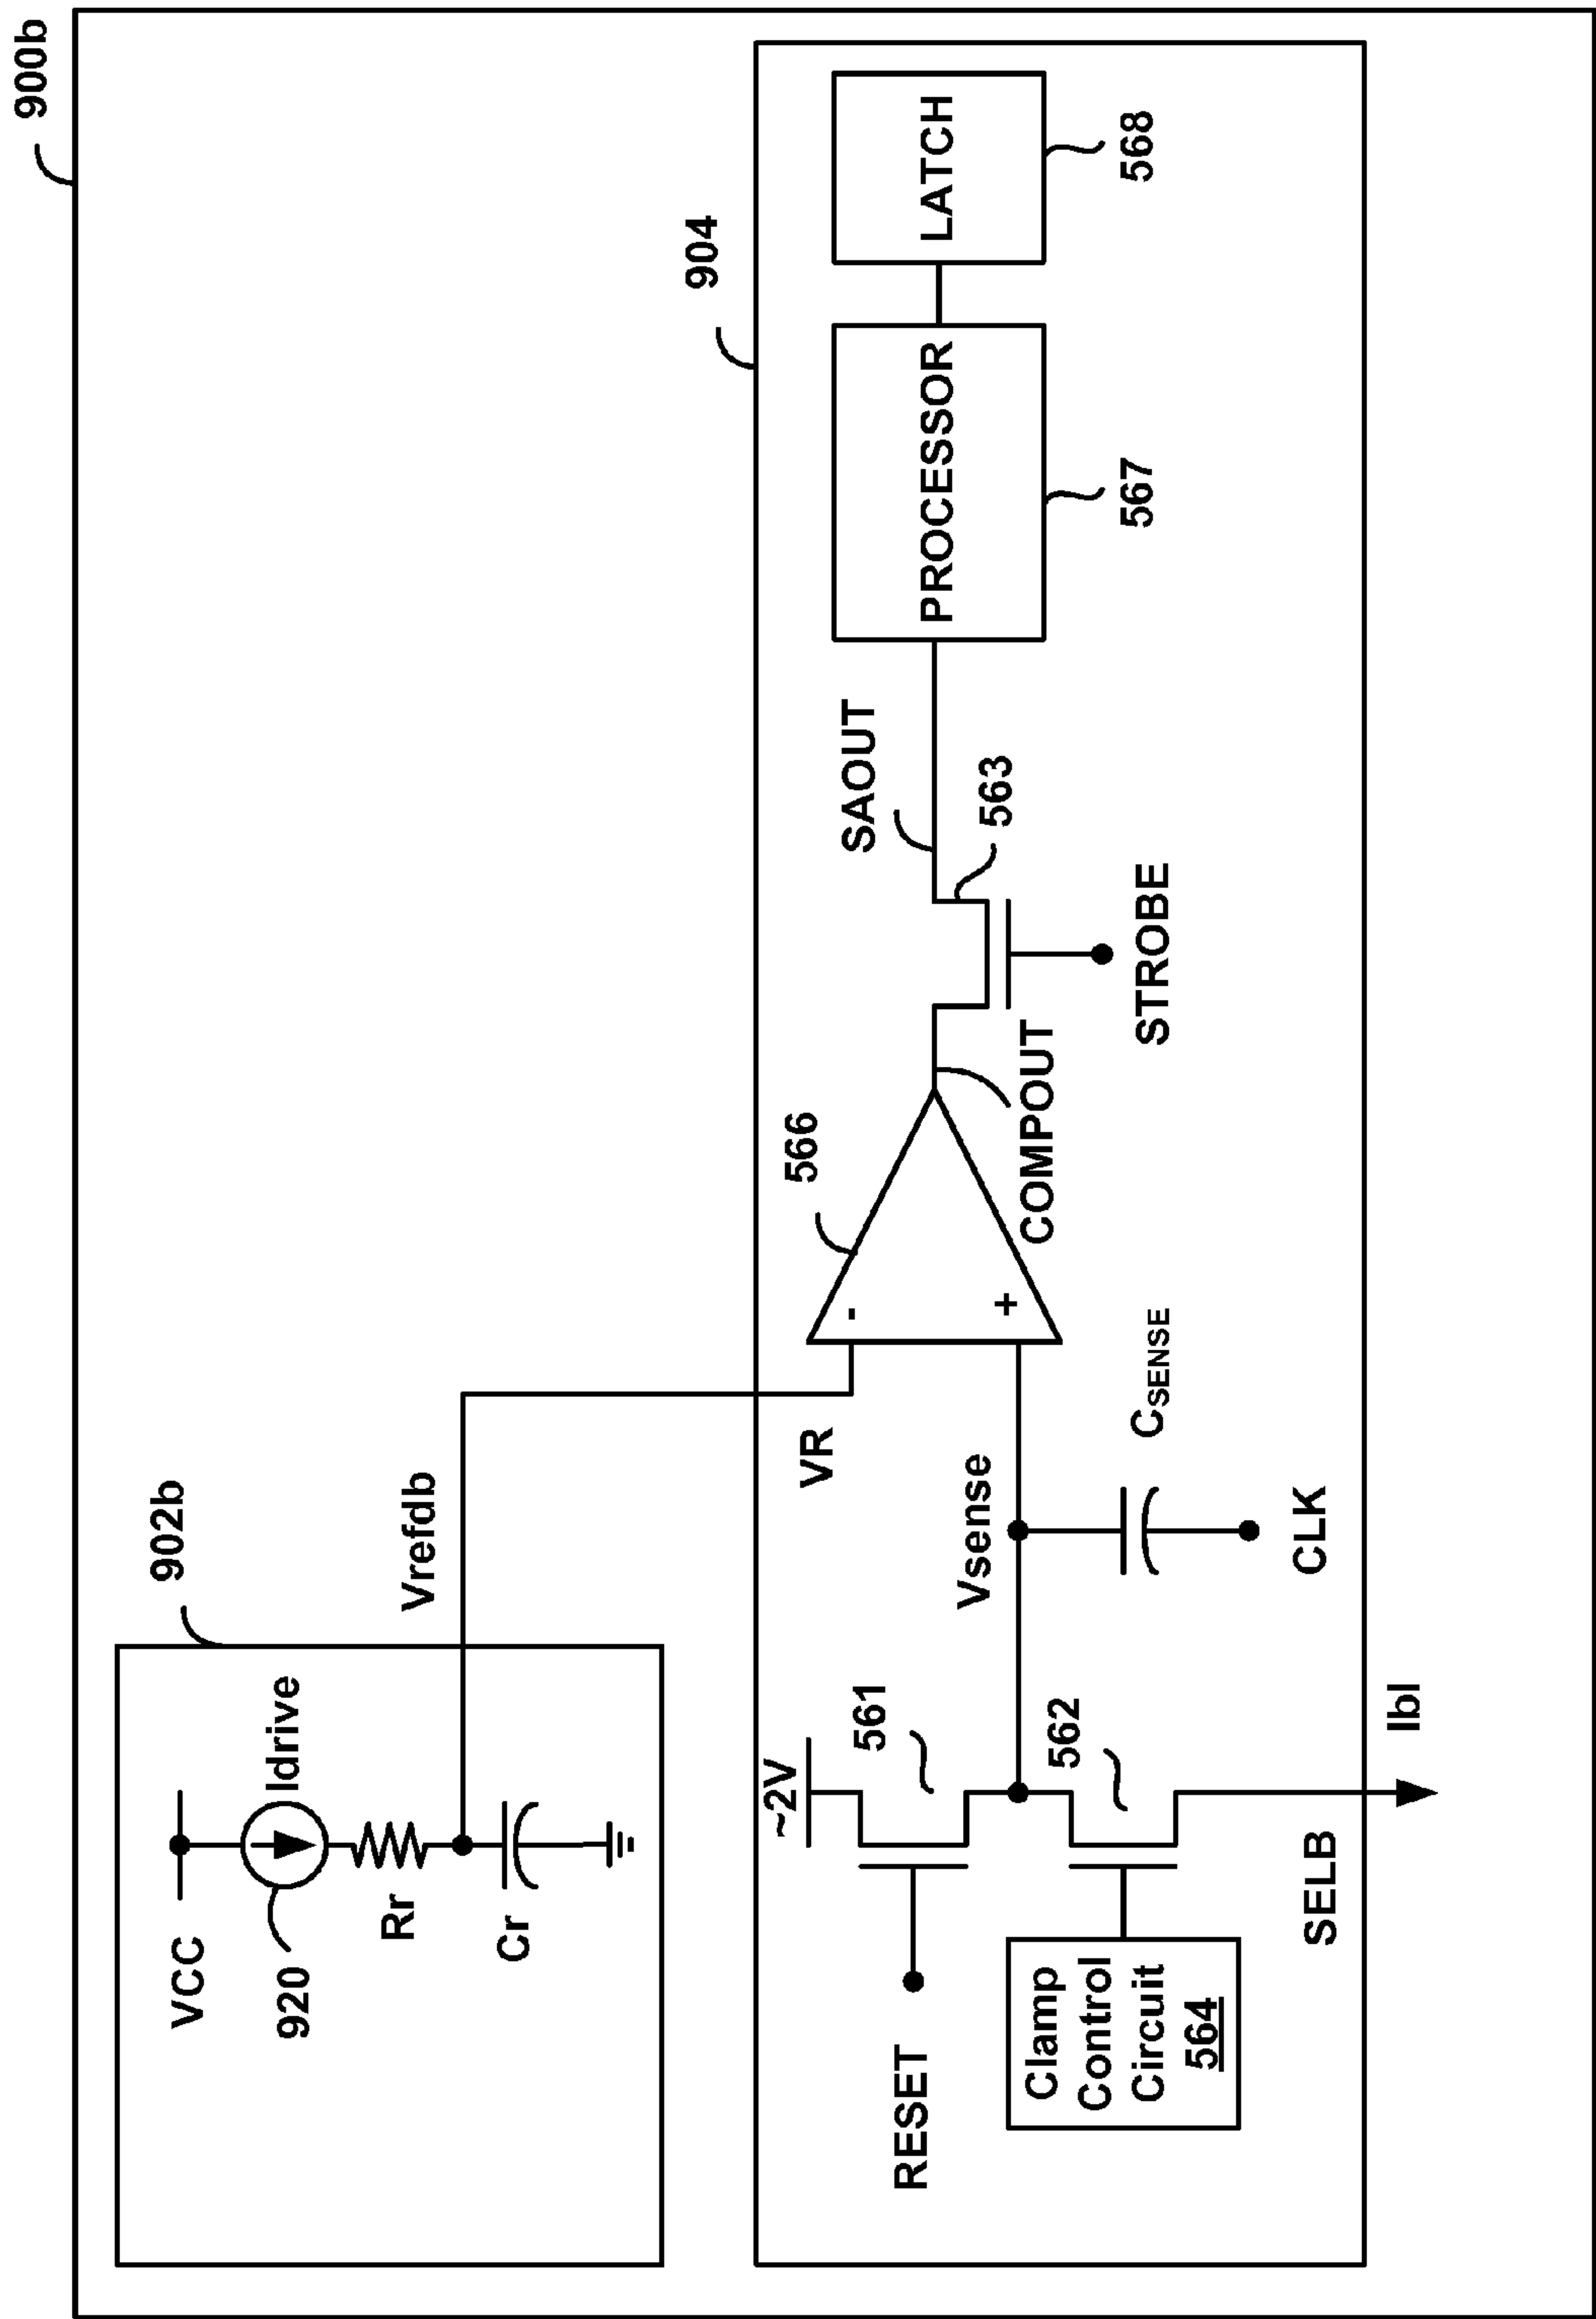 900b
902b
VCC
920
Idrive
Rr
Cr
Vrefdb
904
VR
566
-
+
COMPOUT
SAOUT
563
STROBE
PROCESSOR
567
LATCH
568
~2V
561
RESET
Vsense
CSENSE
CLK
562
Clamp
Control
Circuit
564
SELB
Ibl